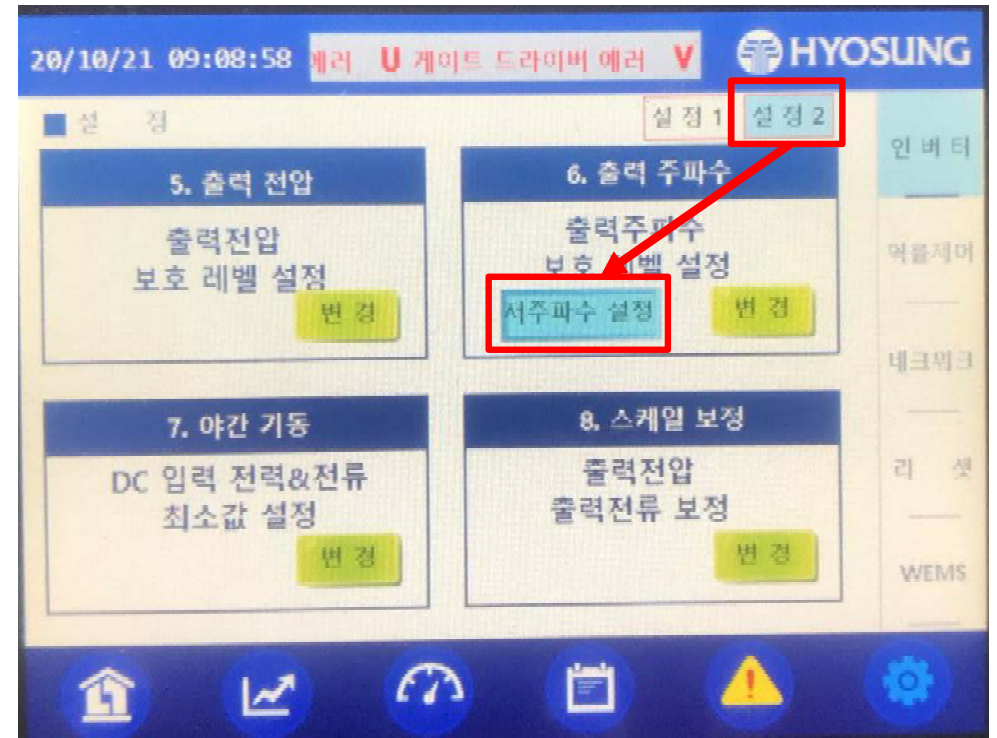 20/10/21 09:08:58 에러 U 게이트 드라이버 에러 V HYOSUNG
설 정 설 정 1 설 정 2
인 버 터
5. 출력 전압
출력전압
보호 레벨 설정
변 경
6. 출력 주파수
출력주파수
보호 레벨 설정
저주파수 설정 변 경
역률제어
네크워크
7. 야간 기동
DC 입력 전력&전류
최소값 설정
변 경
8. 스케일 보정
출력전압
출력전류 보정
변 경
리 셋
WEMS